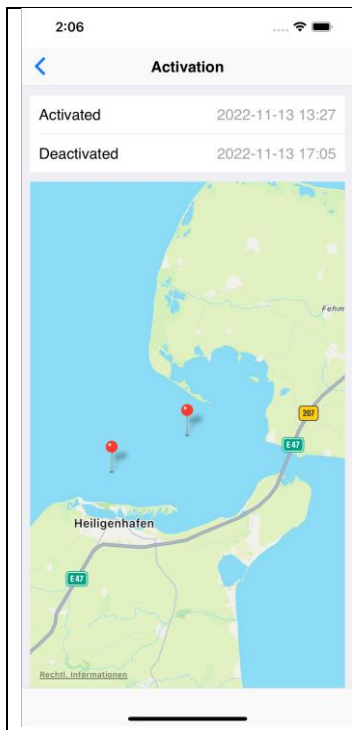 2:06
Activation
Activated 2022-11-13 13:27
Deactivated 2022-11-13 17:05
Fehm
207
E47
Heiligenhafen
E47
Rechtl. Informationen